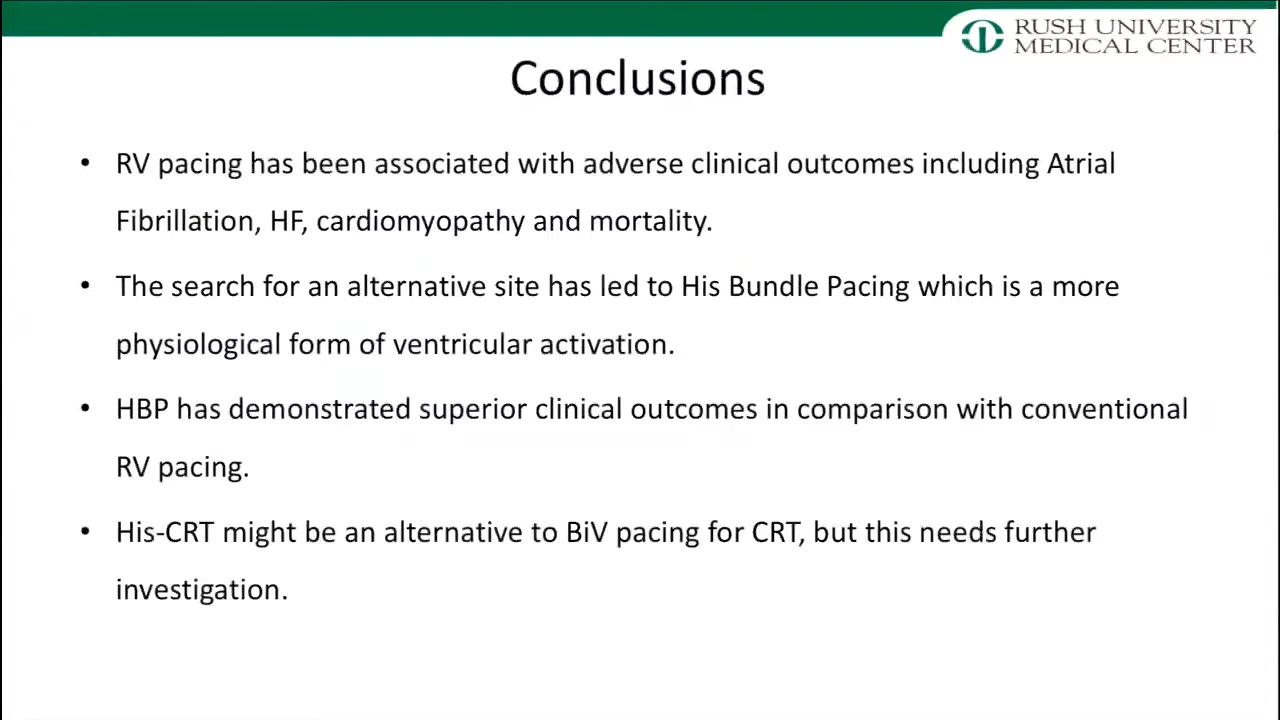 RUSH UNIVERSITY
MEDICAL CENTER
Conclusions
• RV pacing has been associated with adverse clinical outcomes including Atrial
Fibrillation, HF, cardiomyopathy and mortality.
• The search for an alternative site has led to His Bundle Pacing which is a more
physiological form of ventricular activation.
• HBP has demonstrated superior clinical outcomes in comparison with conventional
RV pacing.
• His-CRT might be an alternative to BiV pacing for CRT, but this needs further
investigation.